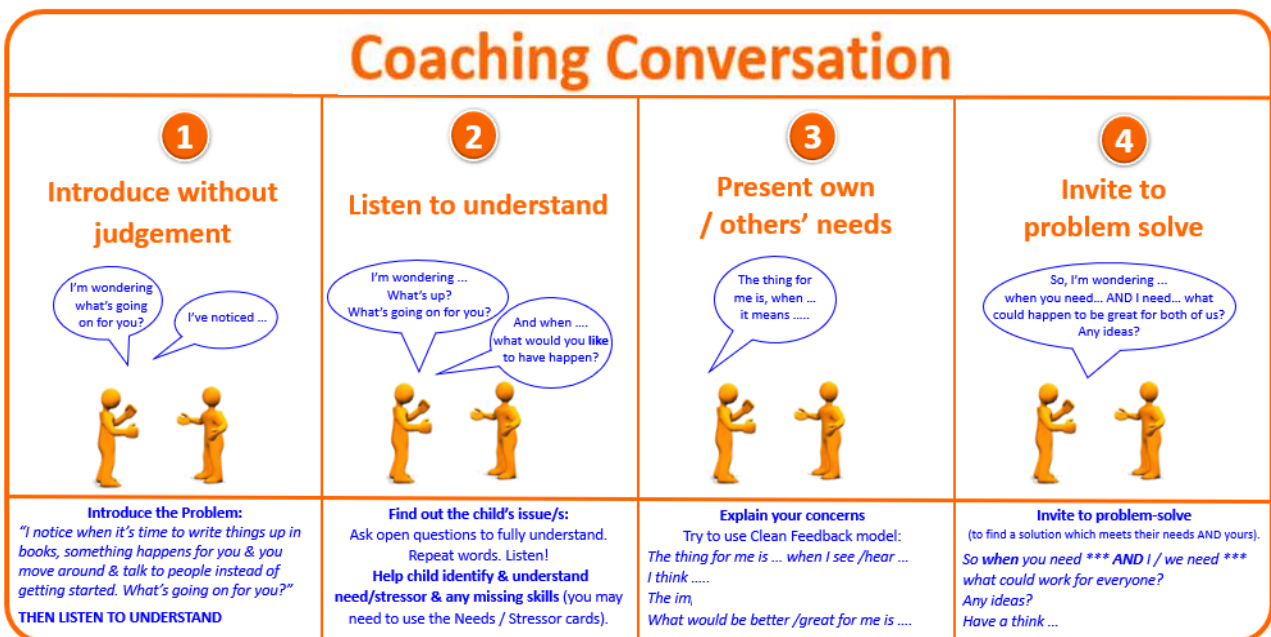 Coaching Conversation
1
Introduce without
judgement
I'm wondering
what's going
on for you?
I've noticed ...
Introduce the Problem:
"I notice when it's time to write things up in
books, something happens for you & you
move around & talk to people instead of
getting started. What's going on for you?"
THEN LISTEN TO UNDERSTAND
2
Listen to understand
I'm wondering ...
What's up?
What's going on for you?
And when ....
what would you like
to have happen?
Find out the child's issue/s:
Ask open questions to fully understand.
Repeat words. Listen!
Help child identify & understand
need/stressor & any missing skills (you may
need to use the Needs / Stressor cards).
3
Present own
/ others' needs
The thing for
me is, when ...
it means .....
Explain your concerns
Try to use Clean Feedback model:
The thing for me is ... when I see /hear ...
I think .....
The
What would be better /great for me is ....
4
Invite to
problem solve
So, I'm wondering ...
when you need... AND I need... what
could happen to be great for both of us?
Any ideas?
Invite to problem-solve
(to find a solution which meets their needs AND yours).
So when you need *** AND I / we need ***
what could work for everyone?
Any ideas?
Have a think ...